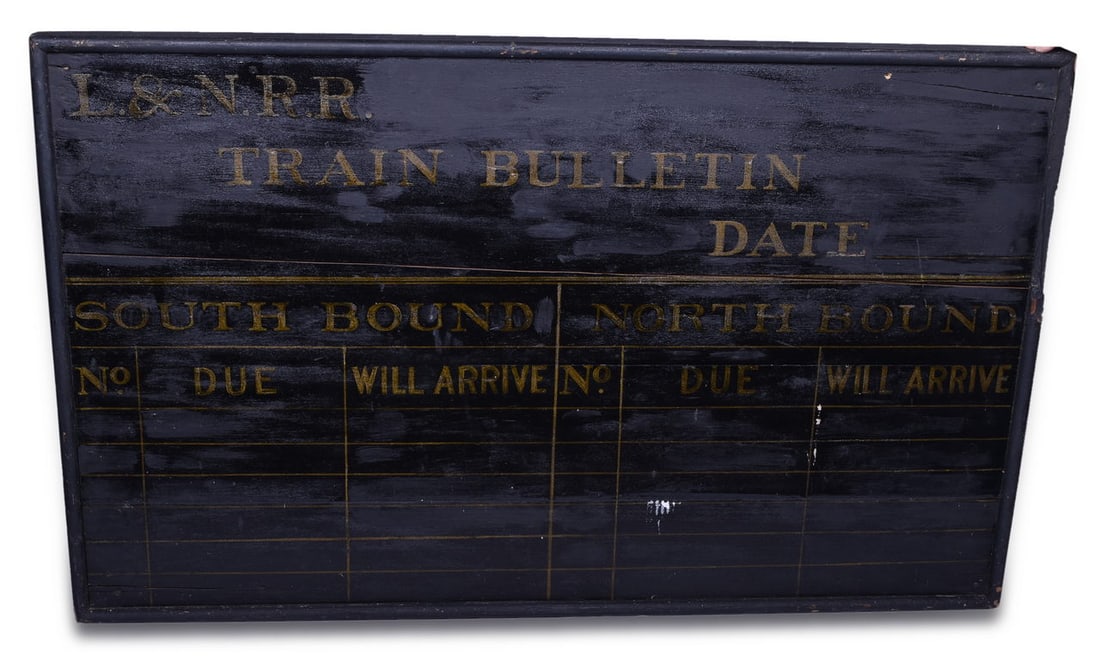 L.&N.R.R.
TRAIN BULLETIN
DATE
SOUTH BOUND NORTH BOUND
No DUE WILL ARRIVE No. DUE WILL ARRIVE